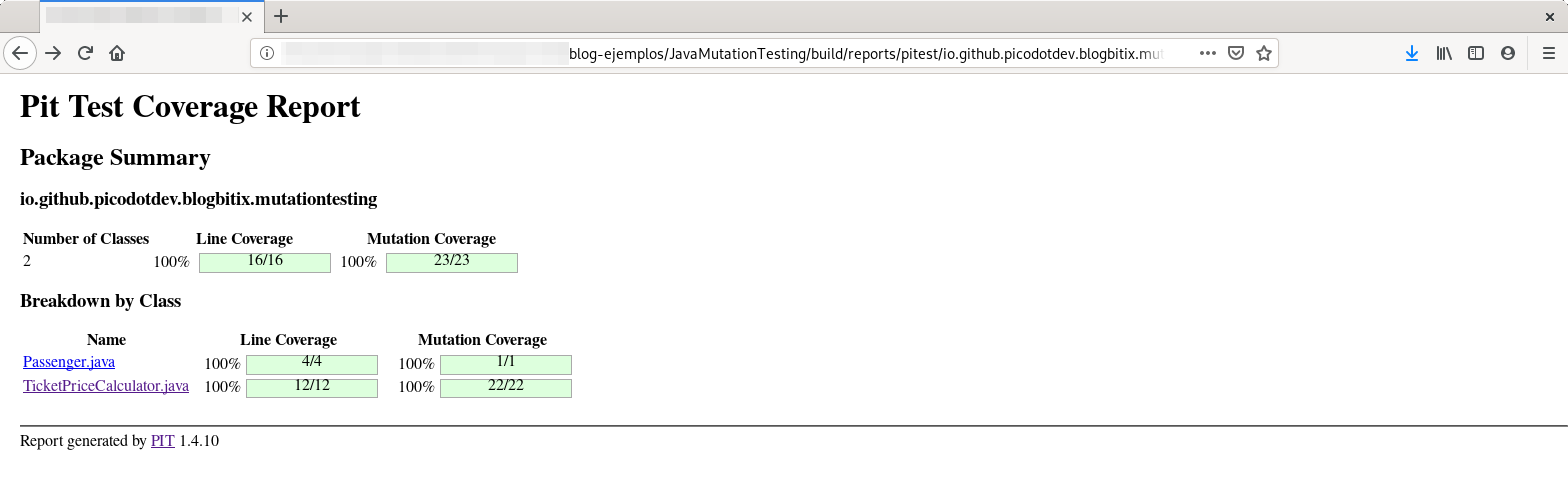 blog-ejemplos/JavaMutationTesting/build/reports/pitest/io.github.picodotdev.blogbitix.mut
Pit Test Coverage Report
Package Summary
io.github.picodotdev.blogbitix.mutationtesting
Number of Classes Line Coverage Mutation Coverage
2 100% 16/16 100% 23/23
Breakdown by Class
Name Line Coverage Mutation Coverage
Passenger.java 100% 4/4 100% 1/1
TicketPriceCalculator.java 100% 12/12 100% 22/22
Report generated by PIT 1.4.10